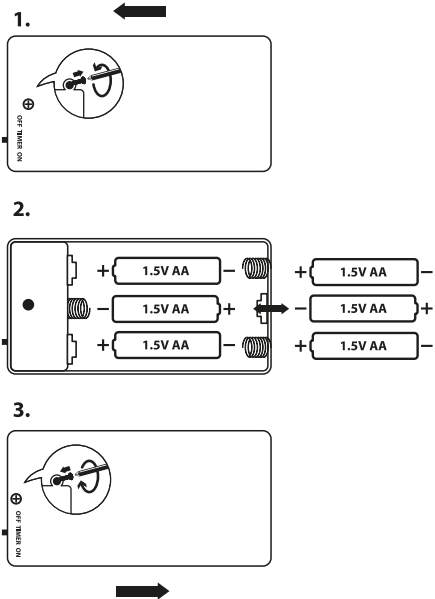 1.
OFF TIMER ON
2.
+ 1.5V AA - + 1.5V AA -
- 1.5V AA + - 1.5V AA +
+ 1.5V AA - + 1.5V AA -
3.
OFF TIMER ON